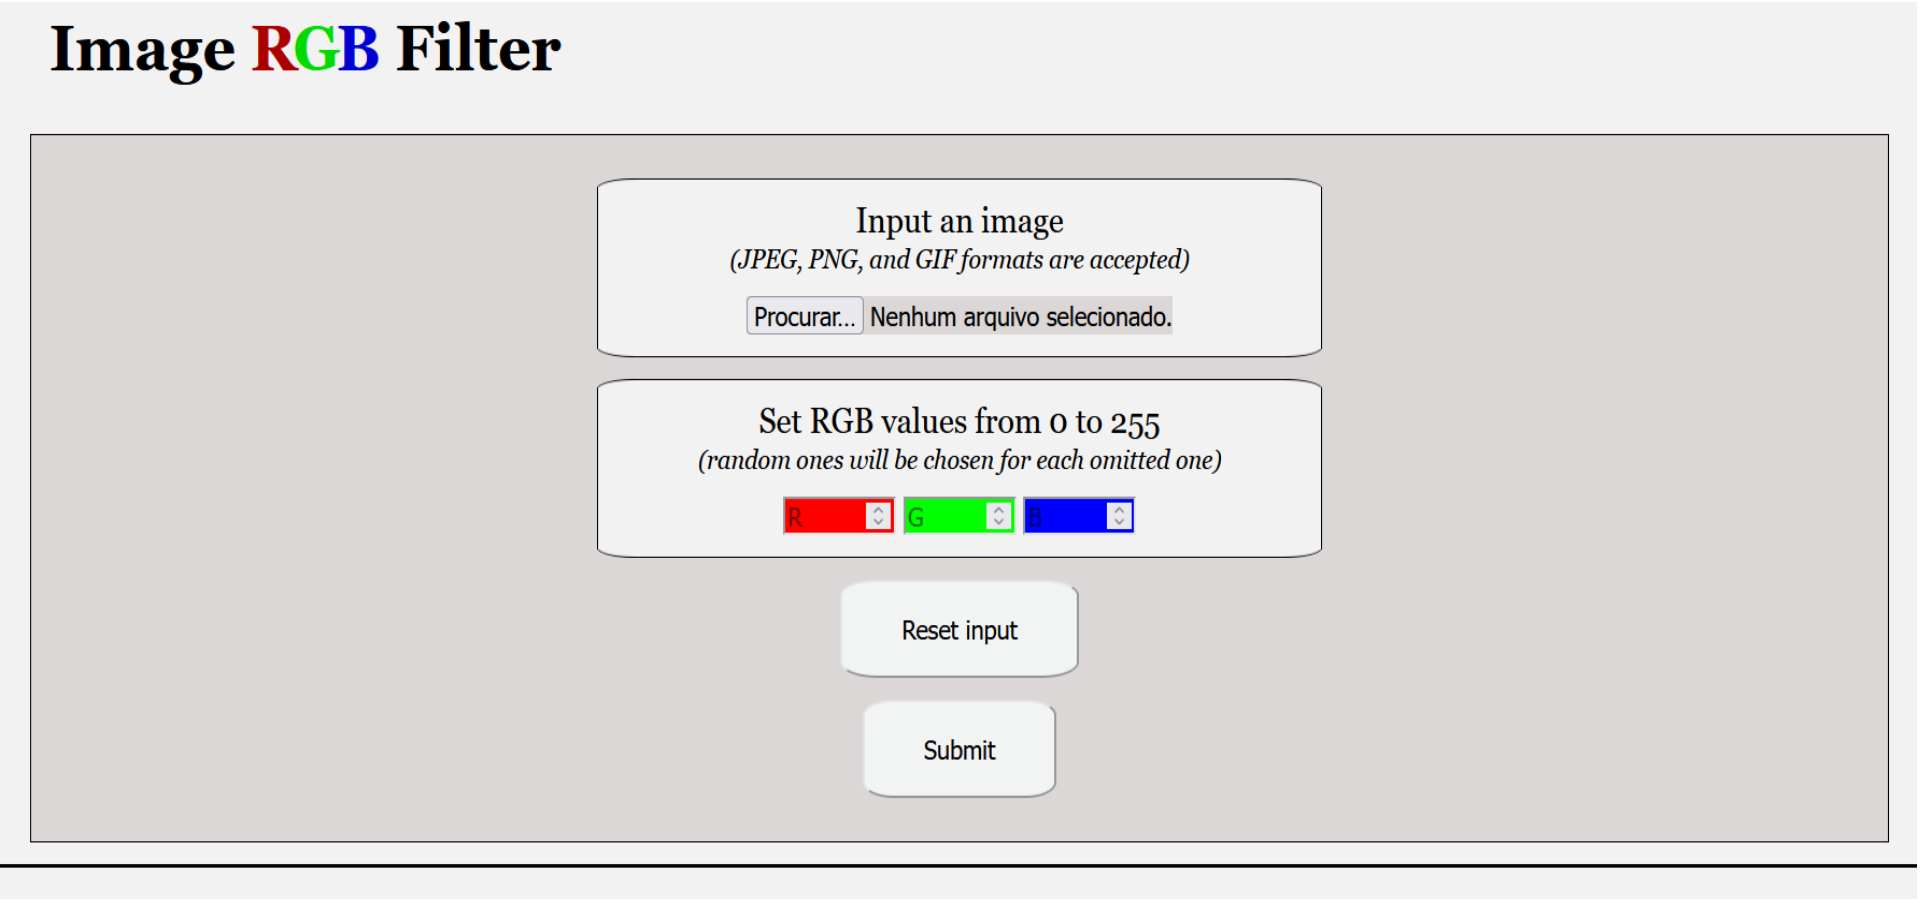 Image RGB Filter
Input an image
(JPEG, PNG, and GIF formats are accepted)
Procurar... Nenhum arquivo selecionado.
Set RGB values from 0 to 255
(random ones will be chosen for each omitted one)
R G B
Reset input
Submit